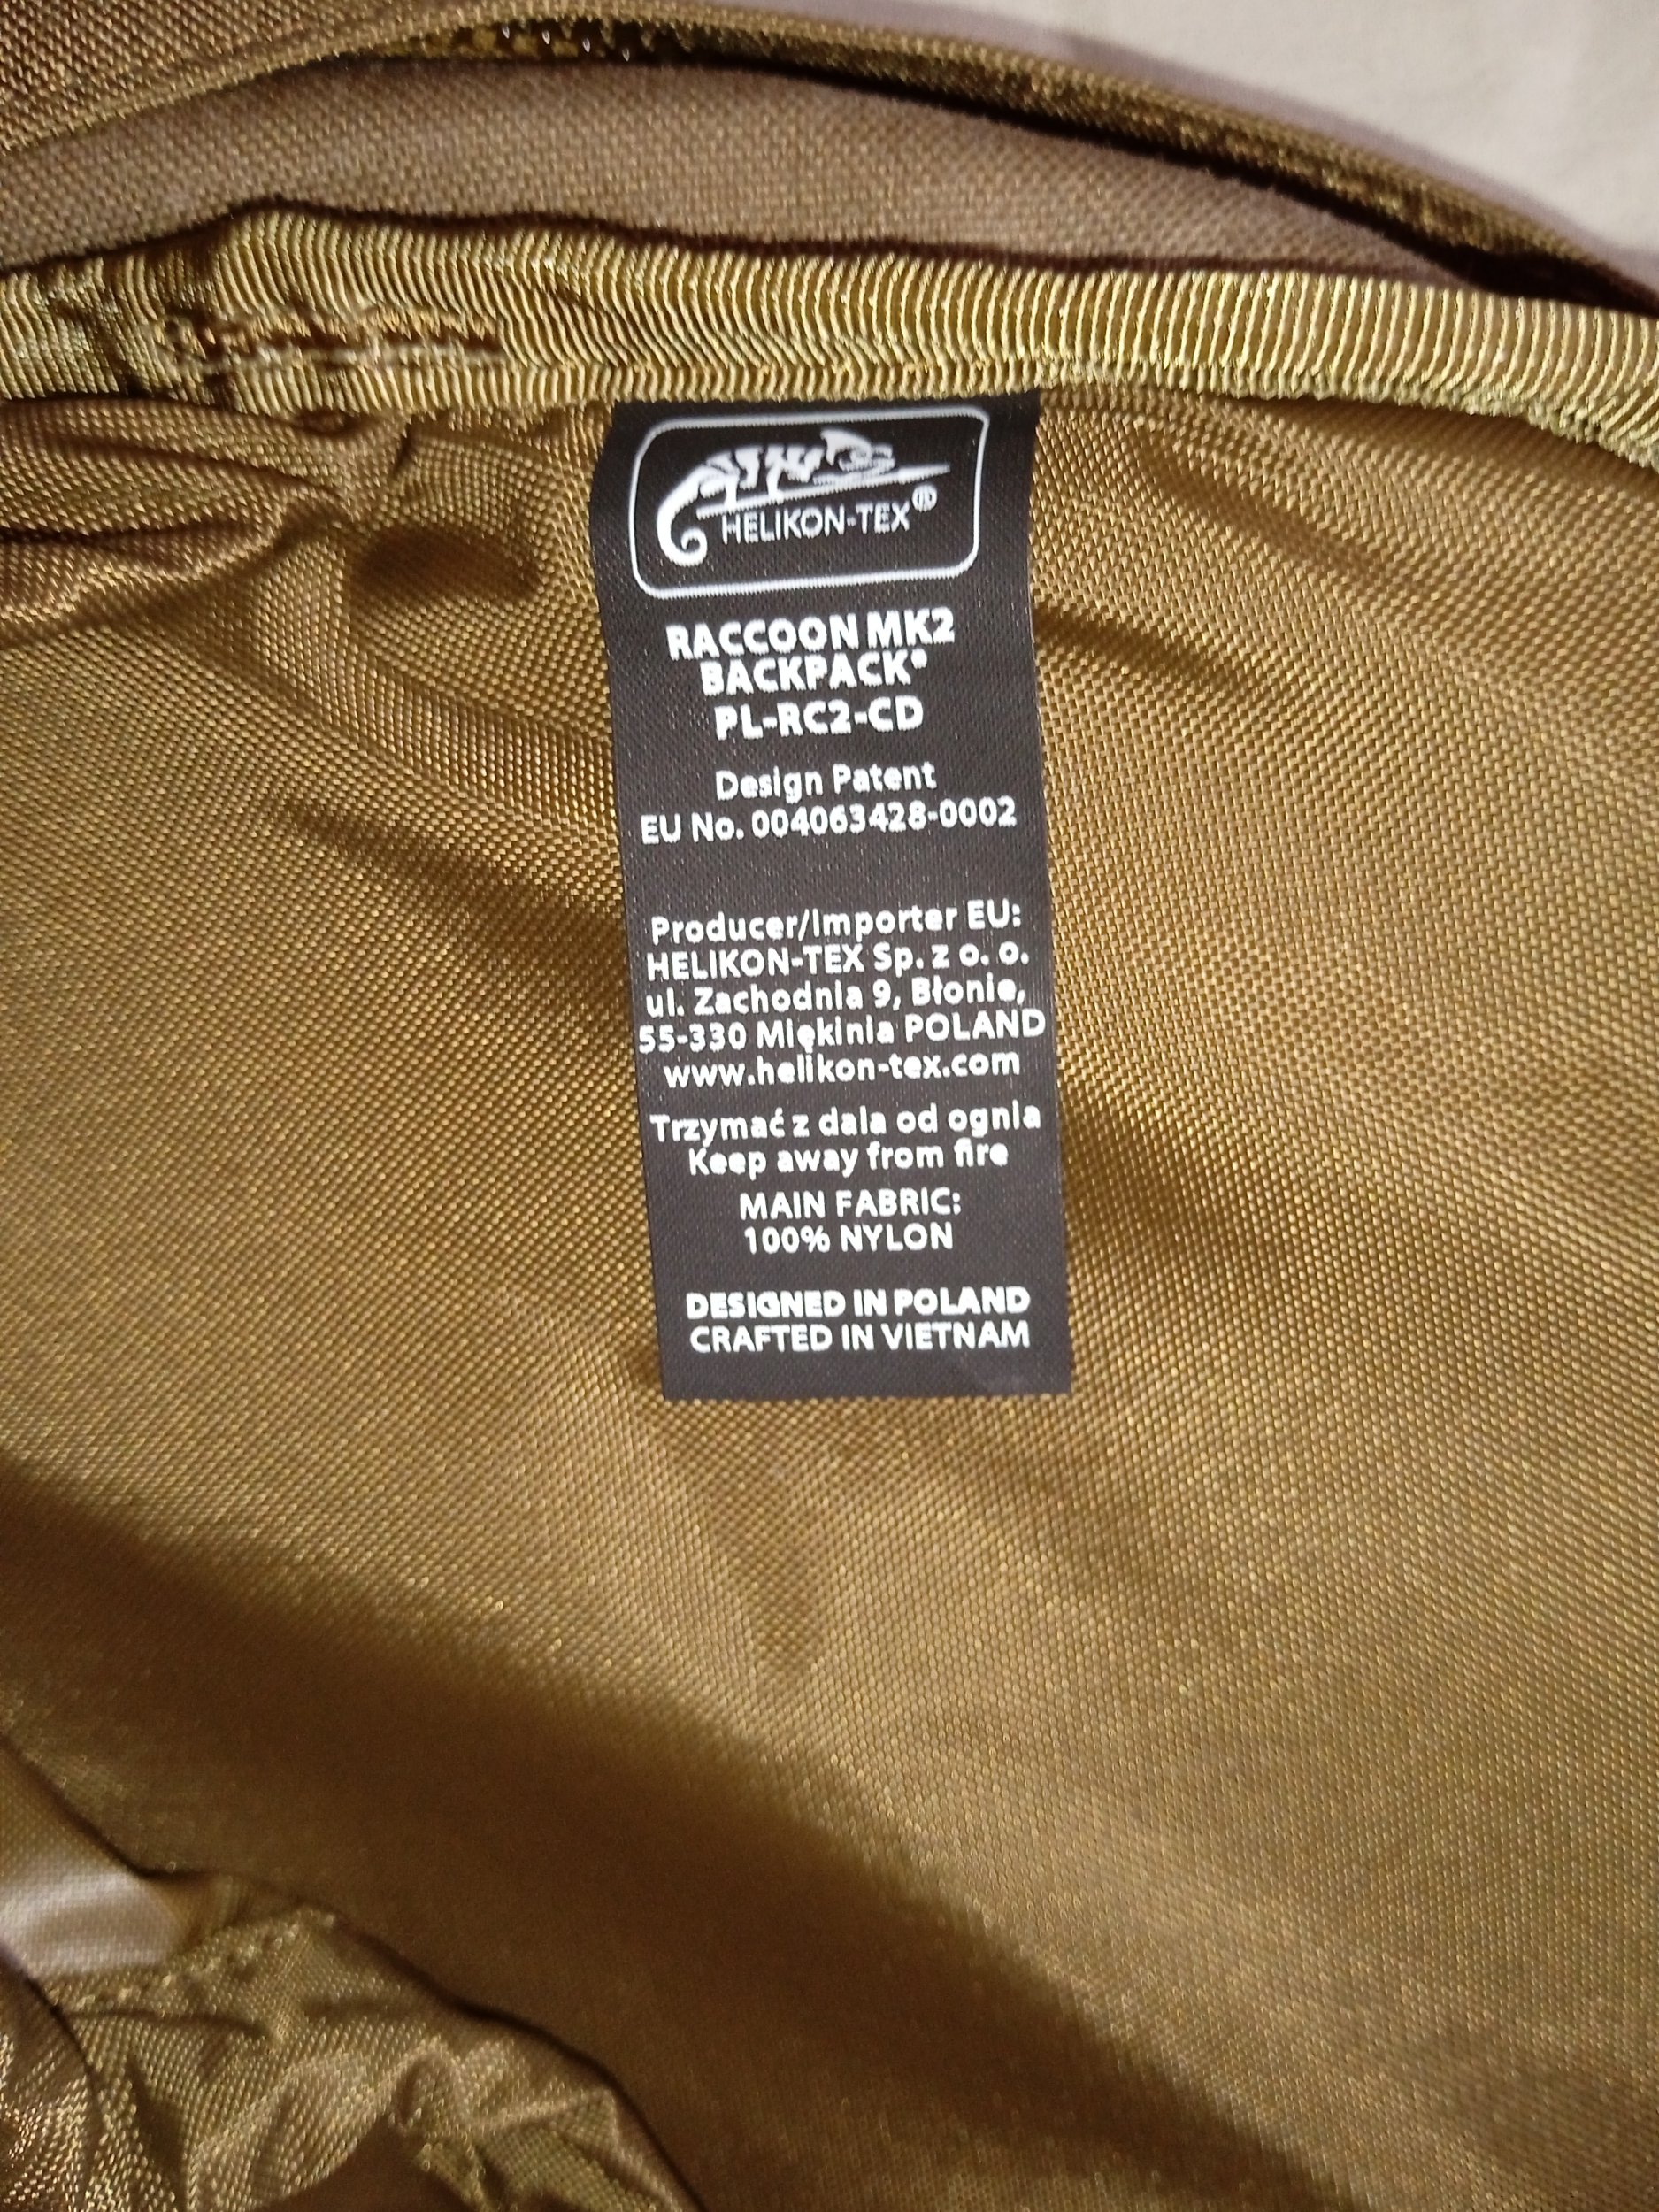 HELIKON-TEX®
RACCOON MK2
BACKPACK®
PL-RC2-CD
Design Patent
EU No. 004063428-0002
Producer/Importer EU:
HELIKON-TEX Sp. z o. o.
ul. Zachodnia 9, Błonie,
55-330 Miękinia POLAND
www.helikon-tex.com
Trzymać z dala od ognia
Keep away from fire
MAIN FABRIC:
100% NYLON
DESIGNED IN POLAND
CRAFTED IN VIETNAM